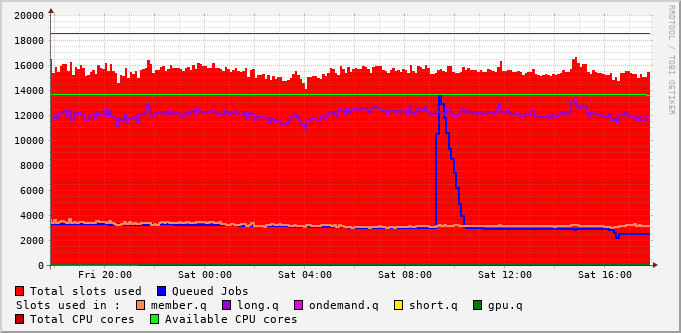 20000
18000
16000
14000
12000
10000
8000
6000
4000
2000
0
Fri 20:00 Sat 00:00 Sat 04:00 Sat 08:00 Sat 12:00 Sat 16:00
Total slots used Queued Jobs
Slots used in : member.q long.q ondemand.q short.q gpu.q
Total CPU cores Available CPU cores
RRDTOOL / TOBI OETIKER